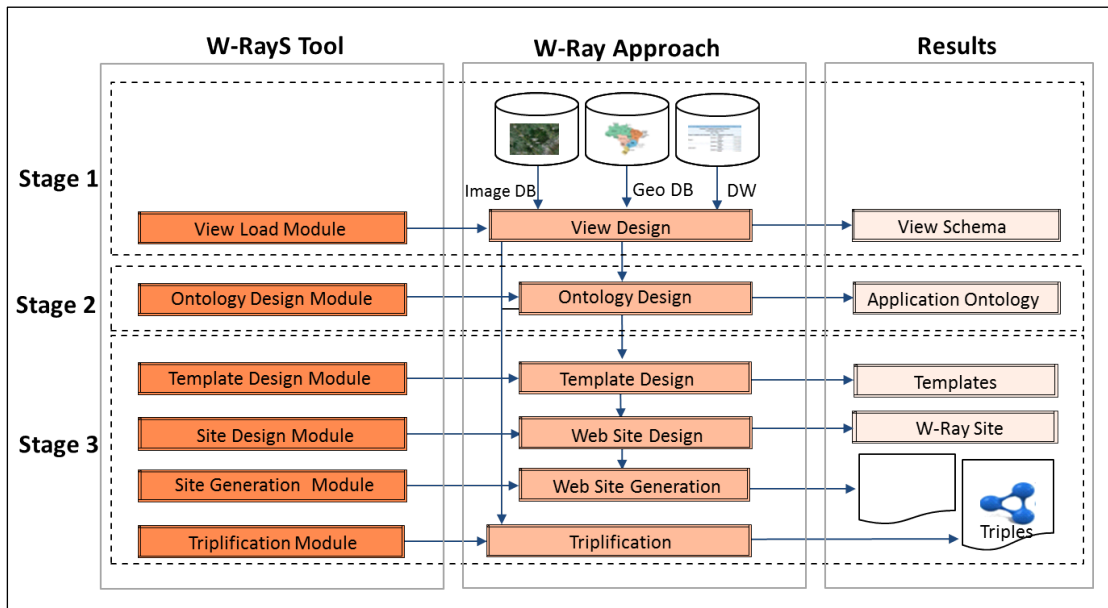 W-RayS Tool
W-Ray Approach
Results
Stage 1
Image DB
Geo DB
DW
View Load Module
View Design
View Schema
Stage 2
Ontology Design Module
Ontology Design
Application Ontology
Stage 3
Template Design Module
Template Design
Templates
Site Design Module
Web Site Design
W-Ray Site
Site Generation Module
Web Site Generation
Triplification Module
Triplification
Triples